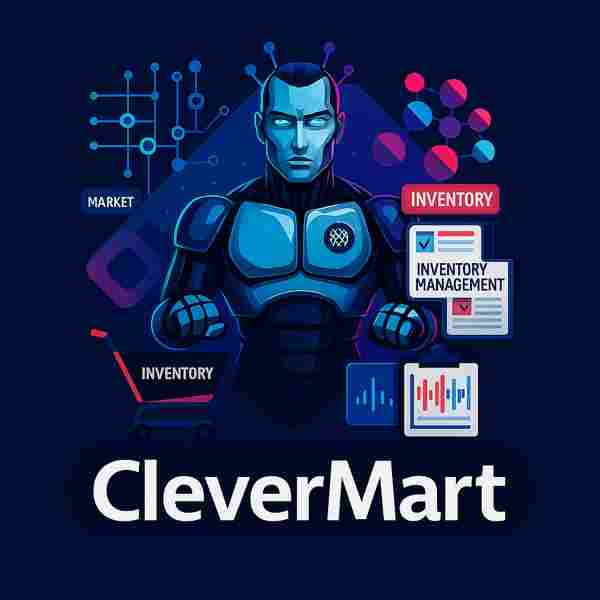 MARKET
INVENTORY
INVENTORY
MANAGEMENT
INVENTORY
CleverMart